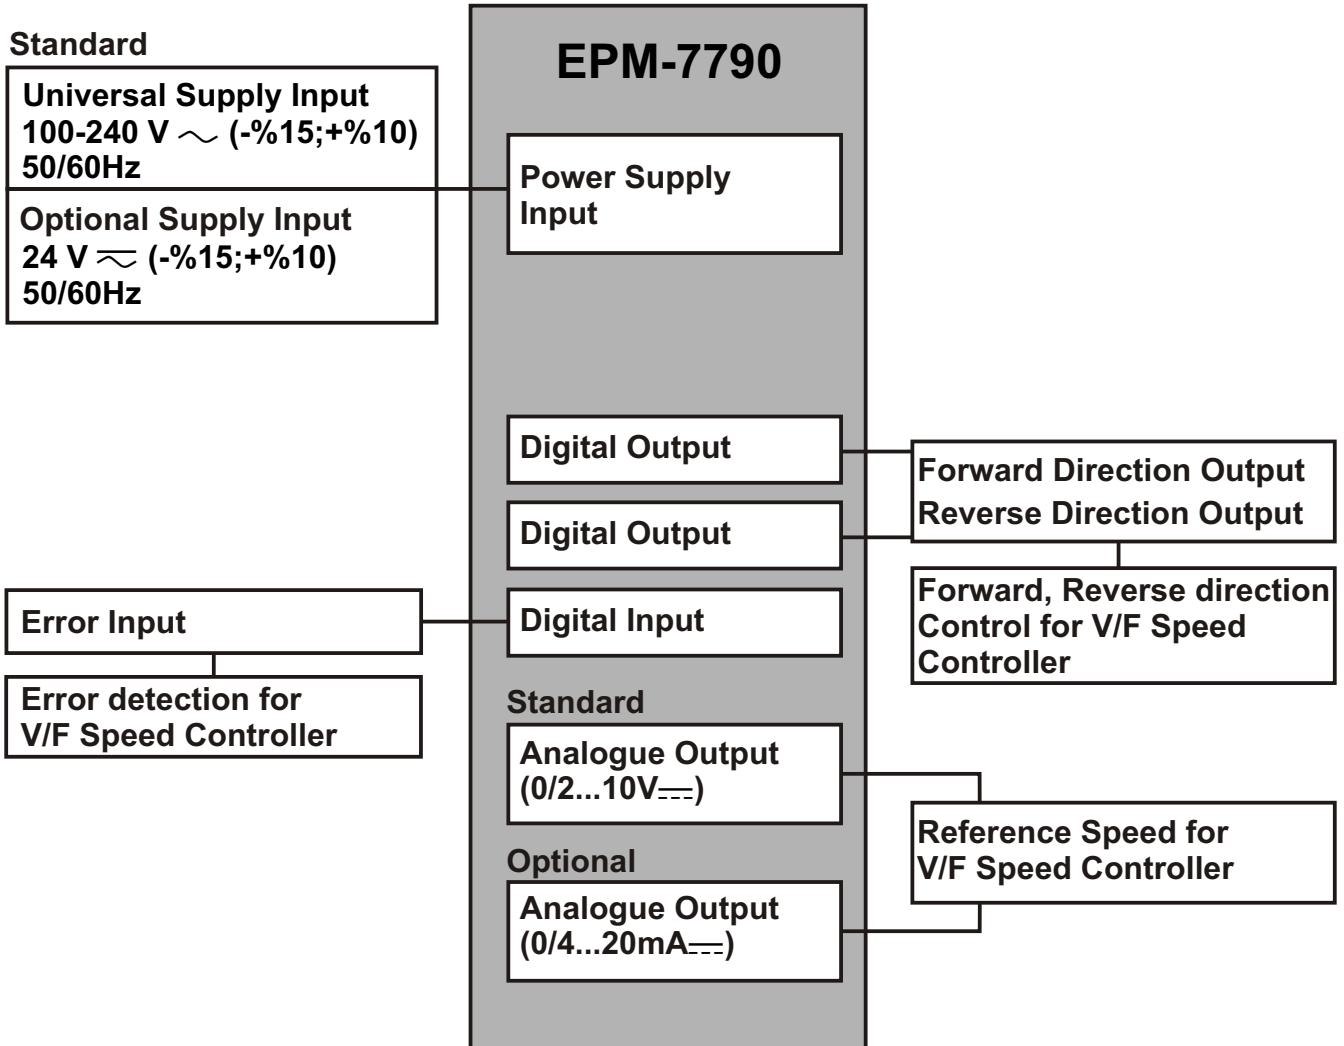 Standard
Universal Supply Input
100-240 V ~ (-%15;+%10)
50/60Hz
Optional Supply Input
24 V ⏦ (-%15;+%10)
50/60Hz
EPM-7790
Power Supply
Input
Digital Output
Digital Output
Forward Direction Output
Reverse Direction Output
Forward, Reverse direction
Control for V/F Speed
Controller
Error Input
Digital Input
Error detection for
V/F Speed Controller
Standard
Analogue Output
(0/2...10V⎓)
Optional
Analogue Output
(0/4...20mA⎓)
Reference Speed for
V/F Speed Controller